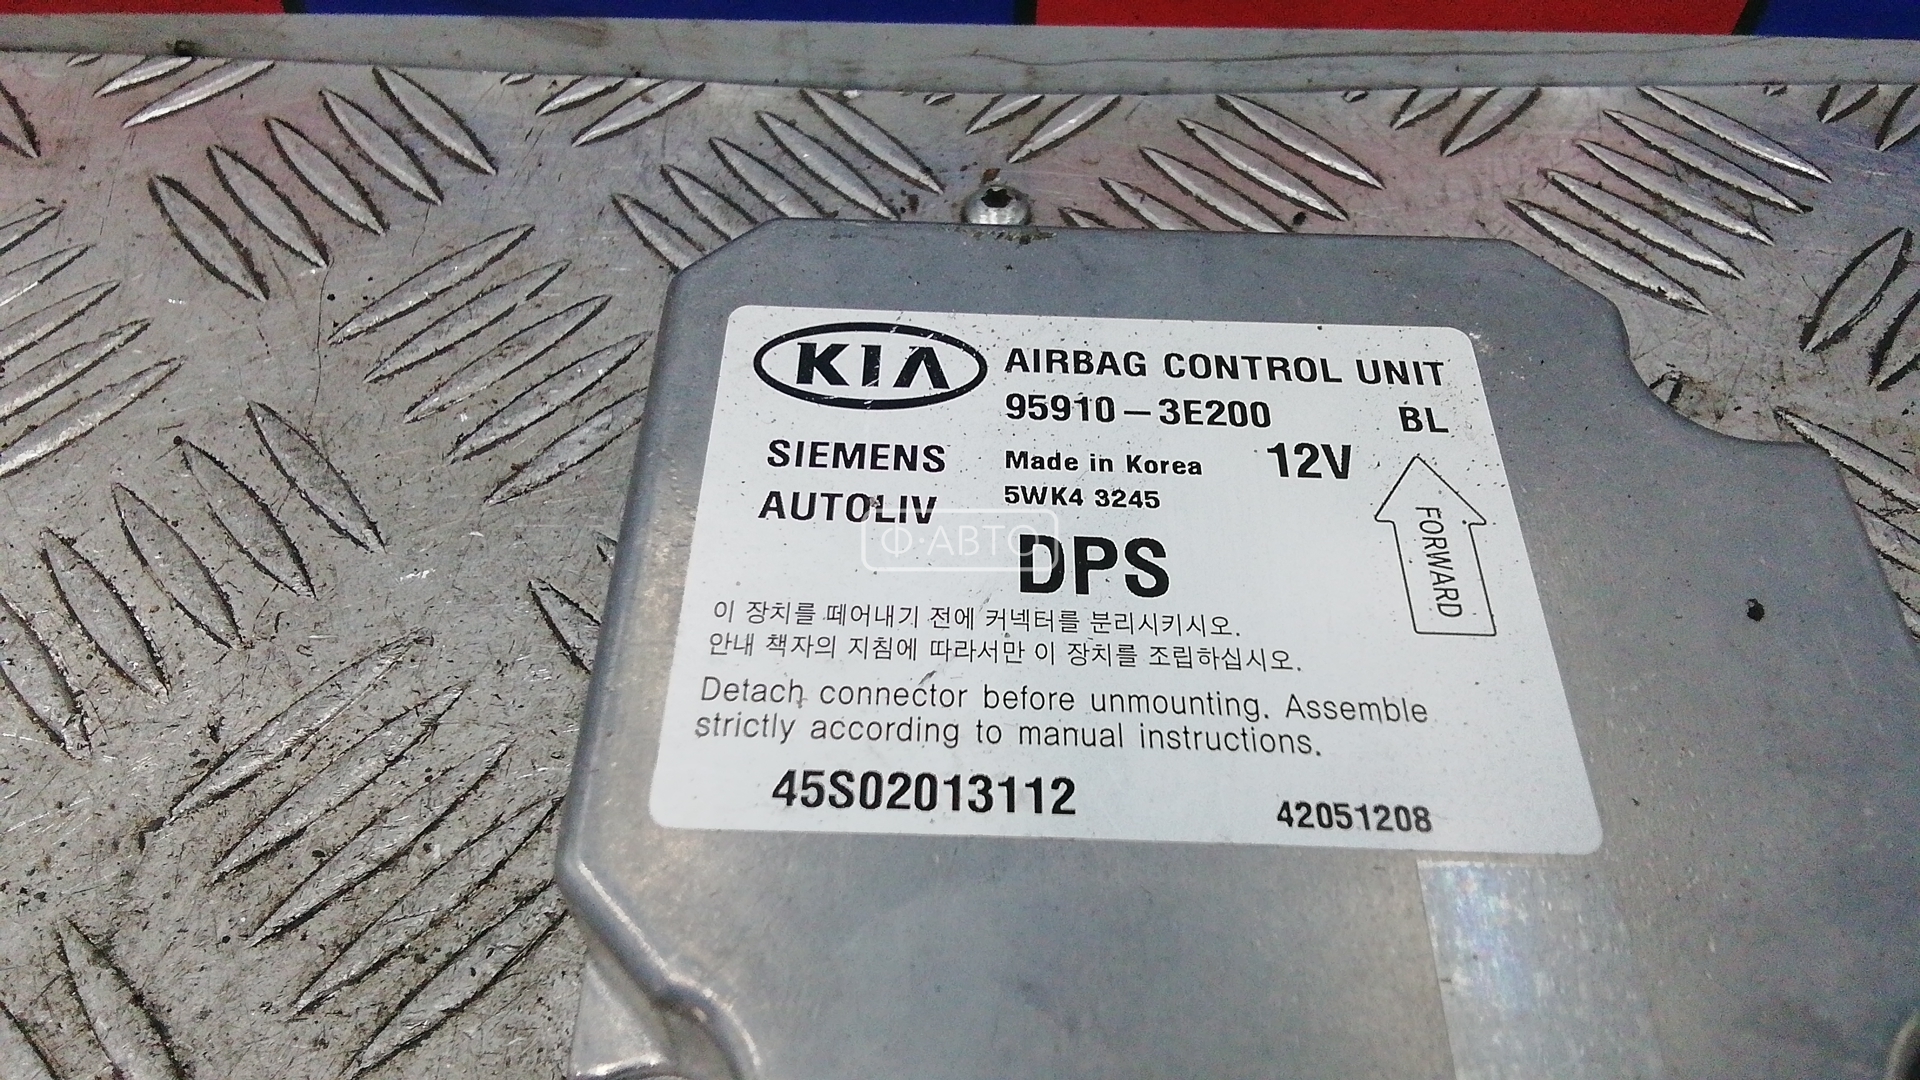 KIA AIRBAG CONTROL UNIT
95910-3E200 BL
SIEMENS Made in Korea 12V
AUTOLIV 5WK4 3245
FORWARD
Ф·АВТО
DPS
이 장치를 떼어내기 전에 커넥터를 분리시키시오.
안내 책자의 지침에 따라서만 이 장치를 조립하십시오.
Detach connector before unmounting. Assemble
strictly according to manual instructions.
45S02013112 42051208